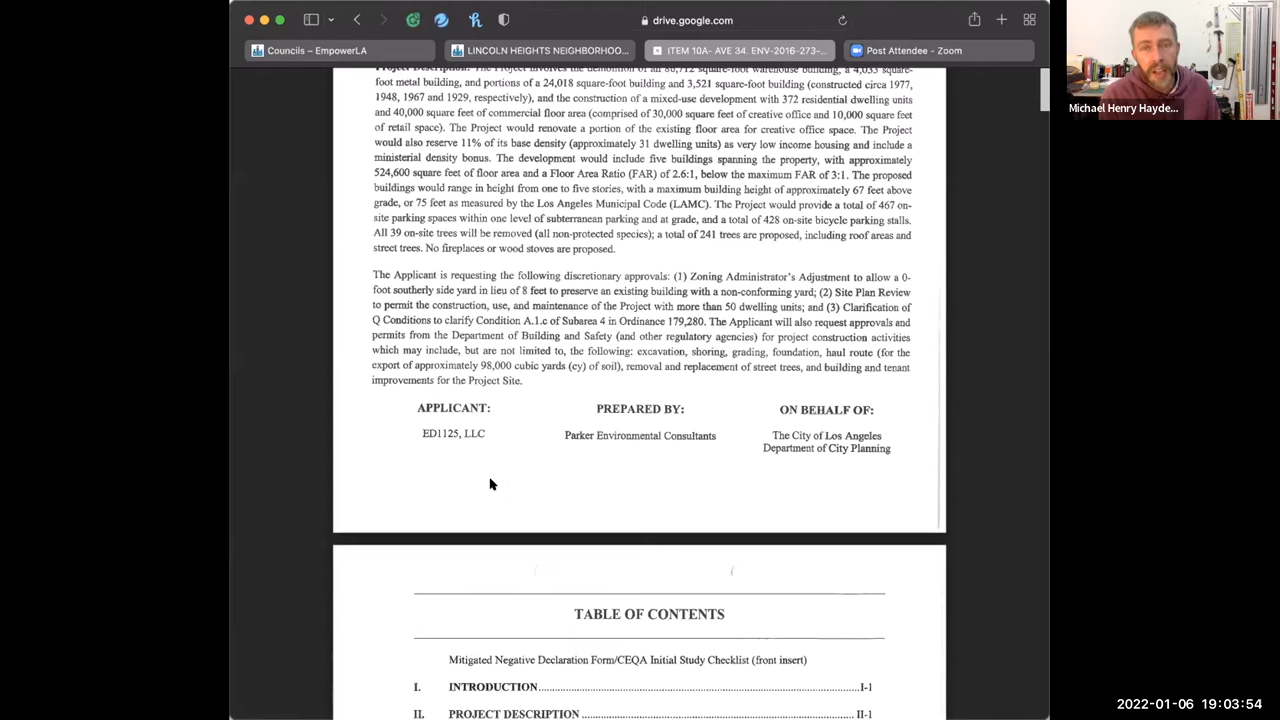 drive.google.com
Councils – EmpowerLA
LINCOLN HEIGHTS NEIGHBORHOO...
ITEM 10A- AVE 34. ENV-2016-273-...
Post Attendee - Zoom
Michael Henry Hayde...
Project Description: The Project involves the demolition of an 86,712 square-foot warehouse building, a 4,033 square-
foot metal building, and portions of a 24,018 square-foot building and 3,521 square-foot building (constructed circa 1977,
1948, 1967 and 1929, respectively), and the construction of a mixed-use development with 372 residential dwelling units
and 40,000 square feet of commercial floor area (comprised of 30,000 square feet of creative office and 10,000 square feet
of retail space). The Project would renovate a portion of the existing floor area for creative office space. The Project
would also reserve 11% of its base density (approximately 31 dwelling units) as very low income housing and include a
ministerial density bonus. The development would include five buildings spanning the property, with approximately
524,600 square feet of floor area and a Floor Area Ratio (FAR) of 2.6:1, below the maximum FAR of 3:1. The proposed
buildings would range in height from one to five stories, with a maximum building height of approximately 67 feet above
grade, or 75 feet as measured by the Los Angeles Municipal Code (LAMC). The Project would provide a total of 467 on-
site parking spaces within one level of subterranean parking and at grade, and a total of 428 on-site bicycle parking stalls.
All 39 on-site trees will be removed (all non-protected species); a total of 241 trees are proposed, including roof areas and
street trees. No fireplaces or wood stoves are proposed.
The Applicant is requesting the following discretionary approvals: (1) Zoning Administrator's Adjustment to allow a 0-
foot southerly side yard in lieu of 8 feet to preserve an existing building with a non-conforming yard; (2) Site Plan Review
to permit the construction, use, and maintenance of the Project with more than 50 dwelling units; and (3) Clarification of
Q Conditions to clarify Condition A.1.c of Subarea 4 in Ordinance 179,280. The Applicant will also request approvals and
permits from the Department of Building and Safety (and other regulatory agencies) for project construction activities
which may include, but are not limited to, the following: excavation, shoring, grading, foundation, haul route (for the
export of approximately 98,000 cubic yards (cy) of soil), removal and replacement of street trees, and building and tenant
improvements for the Project Site.
APPLICANT: PREPARED BY: ON BEHALF OF:
ED1125, LLC Parker Environmental Consultants The City of Los Angeles
Department of City Planning
TABLE OF CONTENTS
Mitigated Negative Declaration Form/CEQA Initial Study Checklist (front insert)
I. INTRODUCTION.......................................I-1
II. PROJECT DESCRIPTION.......................................II-1
2022-01-06 19:03:54